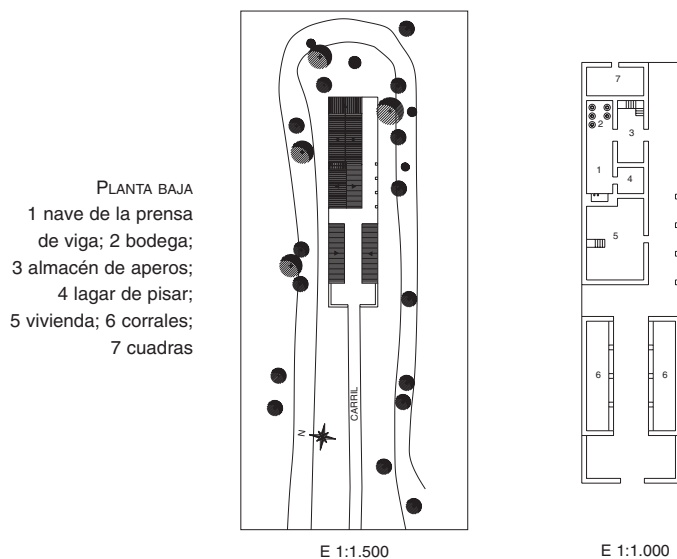 PLANTA BAJA
1 nave de la prensa
de viga; 2 bodega;
3 almacén de aperos;
4 lagar de pisar;
5 vivienda; 6 corrales;
7 cuadras
N
CARRIL
E 1:1.500
7
2
3
1
4
5
6
6
E 1:1.000